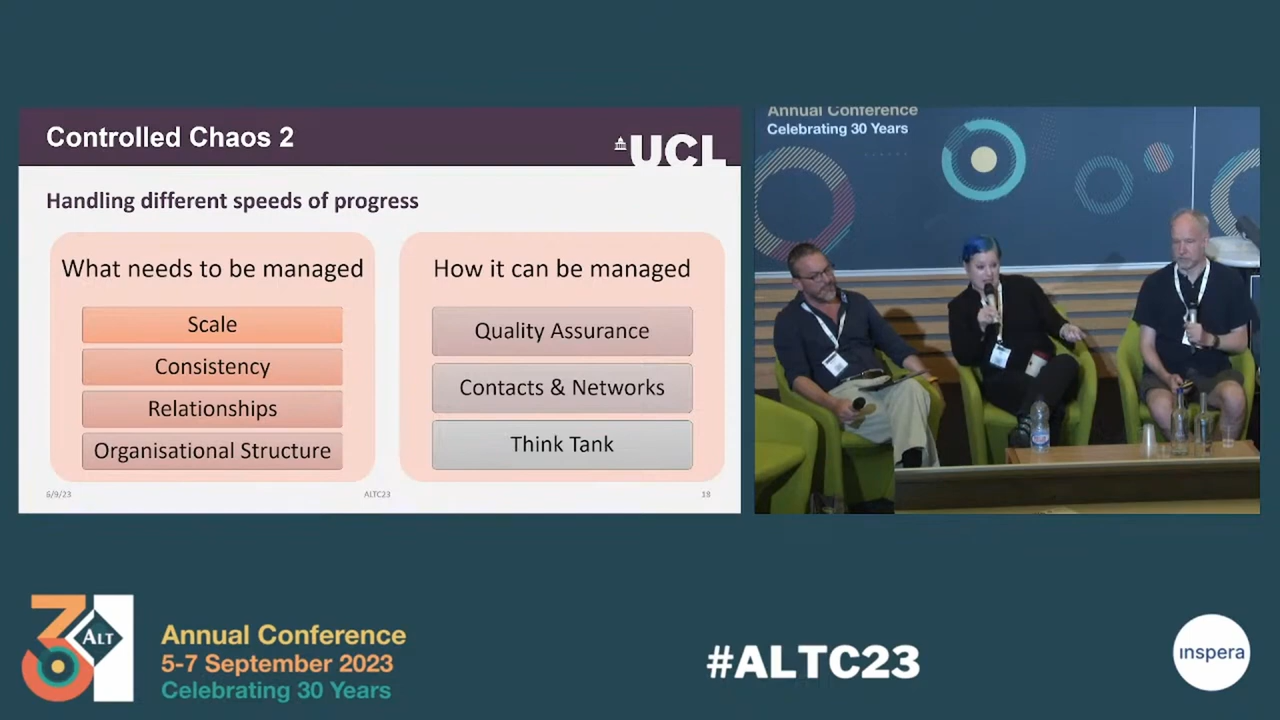 Controlled Chaos 2
UCL
Handling different speeds of progress
What needs to be managed
Scale
Consistency
Relationships
Organisational Structure
How it can be managed
Quality Assurance
Contacts & Networks
Think Tank
6/9/23
ALTC23
18
Annual Conference
Celebrating 30 Years
30
ALT
Annual Conference
5-7 September 2023
Celebrating 30 Years
#ALTC23
inspera